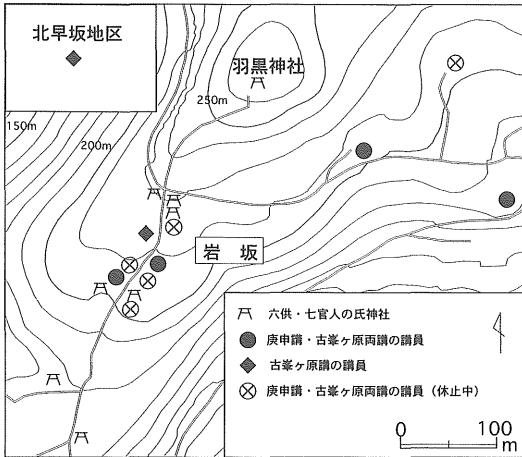 北早坂地区
羽黒神社
250m
150m
200m
岩坂
六供・七官人の氏神社
庚申講・古峯ヶ原両講の講員
古峯ヶ原講の講員
庚申講・古峯ヶ原両講の講員（休止中）
0 100
m